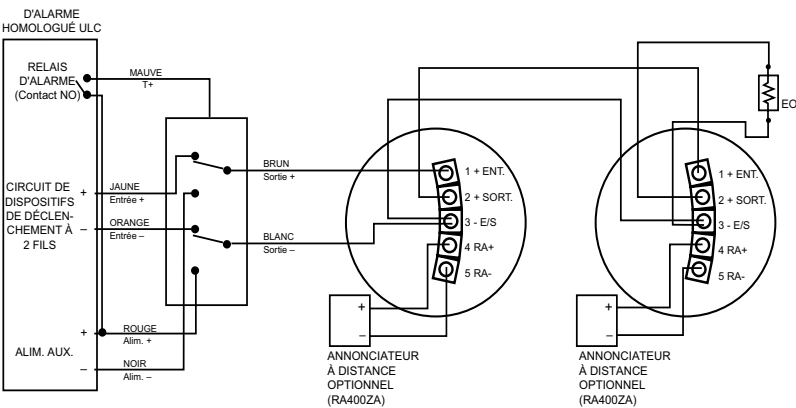 D'ALARME
HOMOLOGUÉ ULC
RELAIS
D'ALARME
(Contact NO)
MAUVE
T+
CIRCUIT DE
DISPOSITIFS
DE DÉCLEN-
CHEMENT À
2 FILS
+
–
JAUNE
Entrée +
ORANGE
Entrée –
BRUN
Sortie +
BLANC
Sortie –
ALIM. AUX.
+
–
ROUGE
Alim. +
NOIR
Alim. –
1 + ENT.
2 + SORT.
3 - E/S
4 RA+
5 RA-
+
–
ANNONCIATEUR
À DISTANCE
OPTIONNEL
(RA400ZA)
1 + ENT.
2 + SORT.
3 - E/S
4 RA+
5 RA-
+
–
ANNONCIATEUR
À DISTANCE
OPTIONNEL
(RA400ZA)
EO